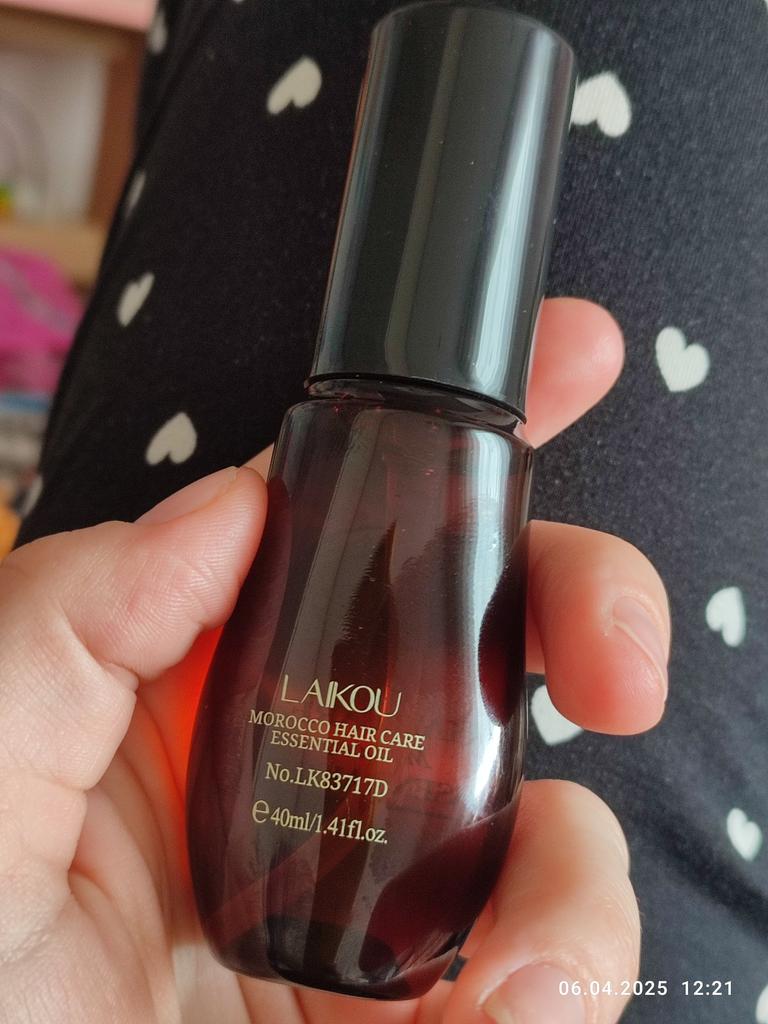 LAIKOU
MOROCCO HAIR CARE
ESSENTIAL OIL
No.LK83717D
℮40ml/1.41fl.oz.
06.04.2025 12:21